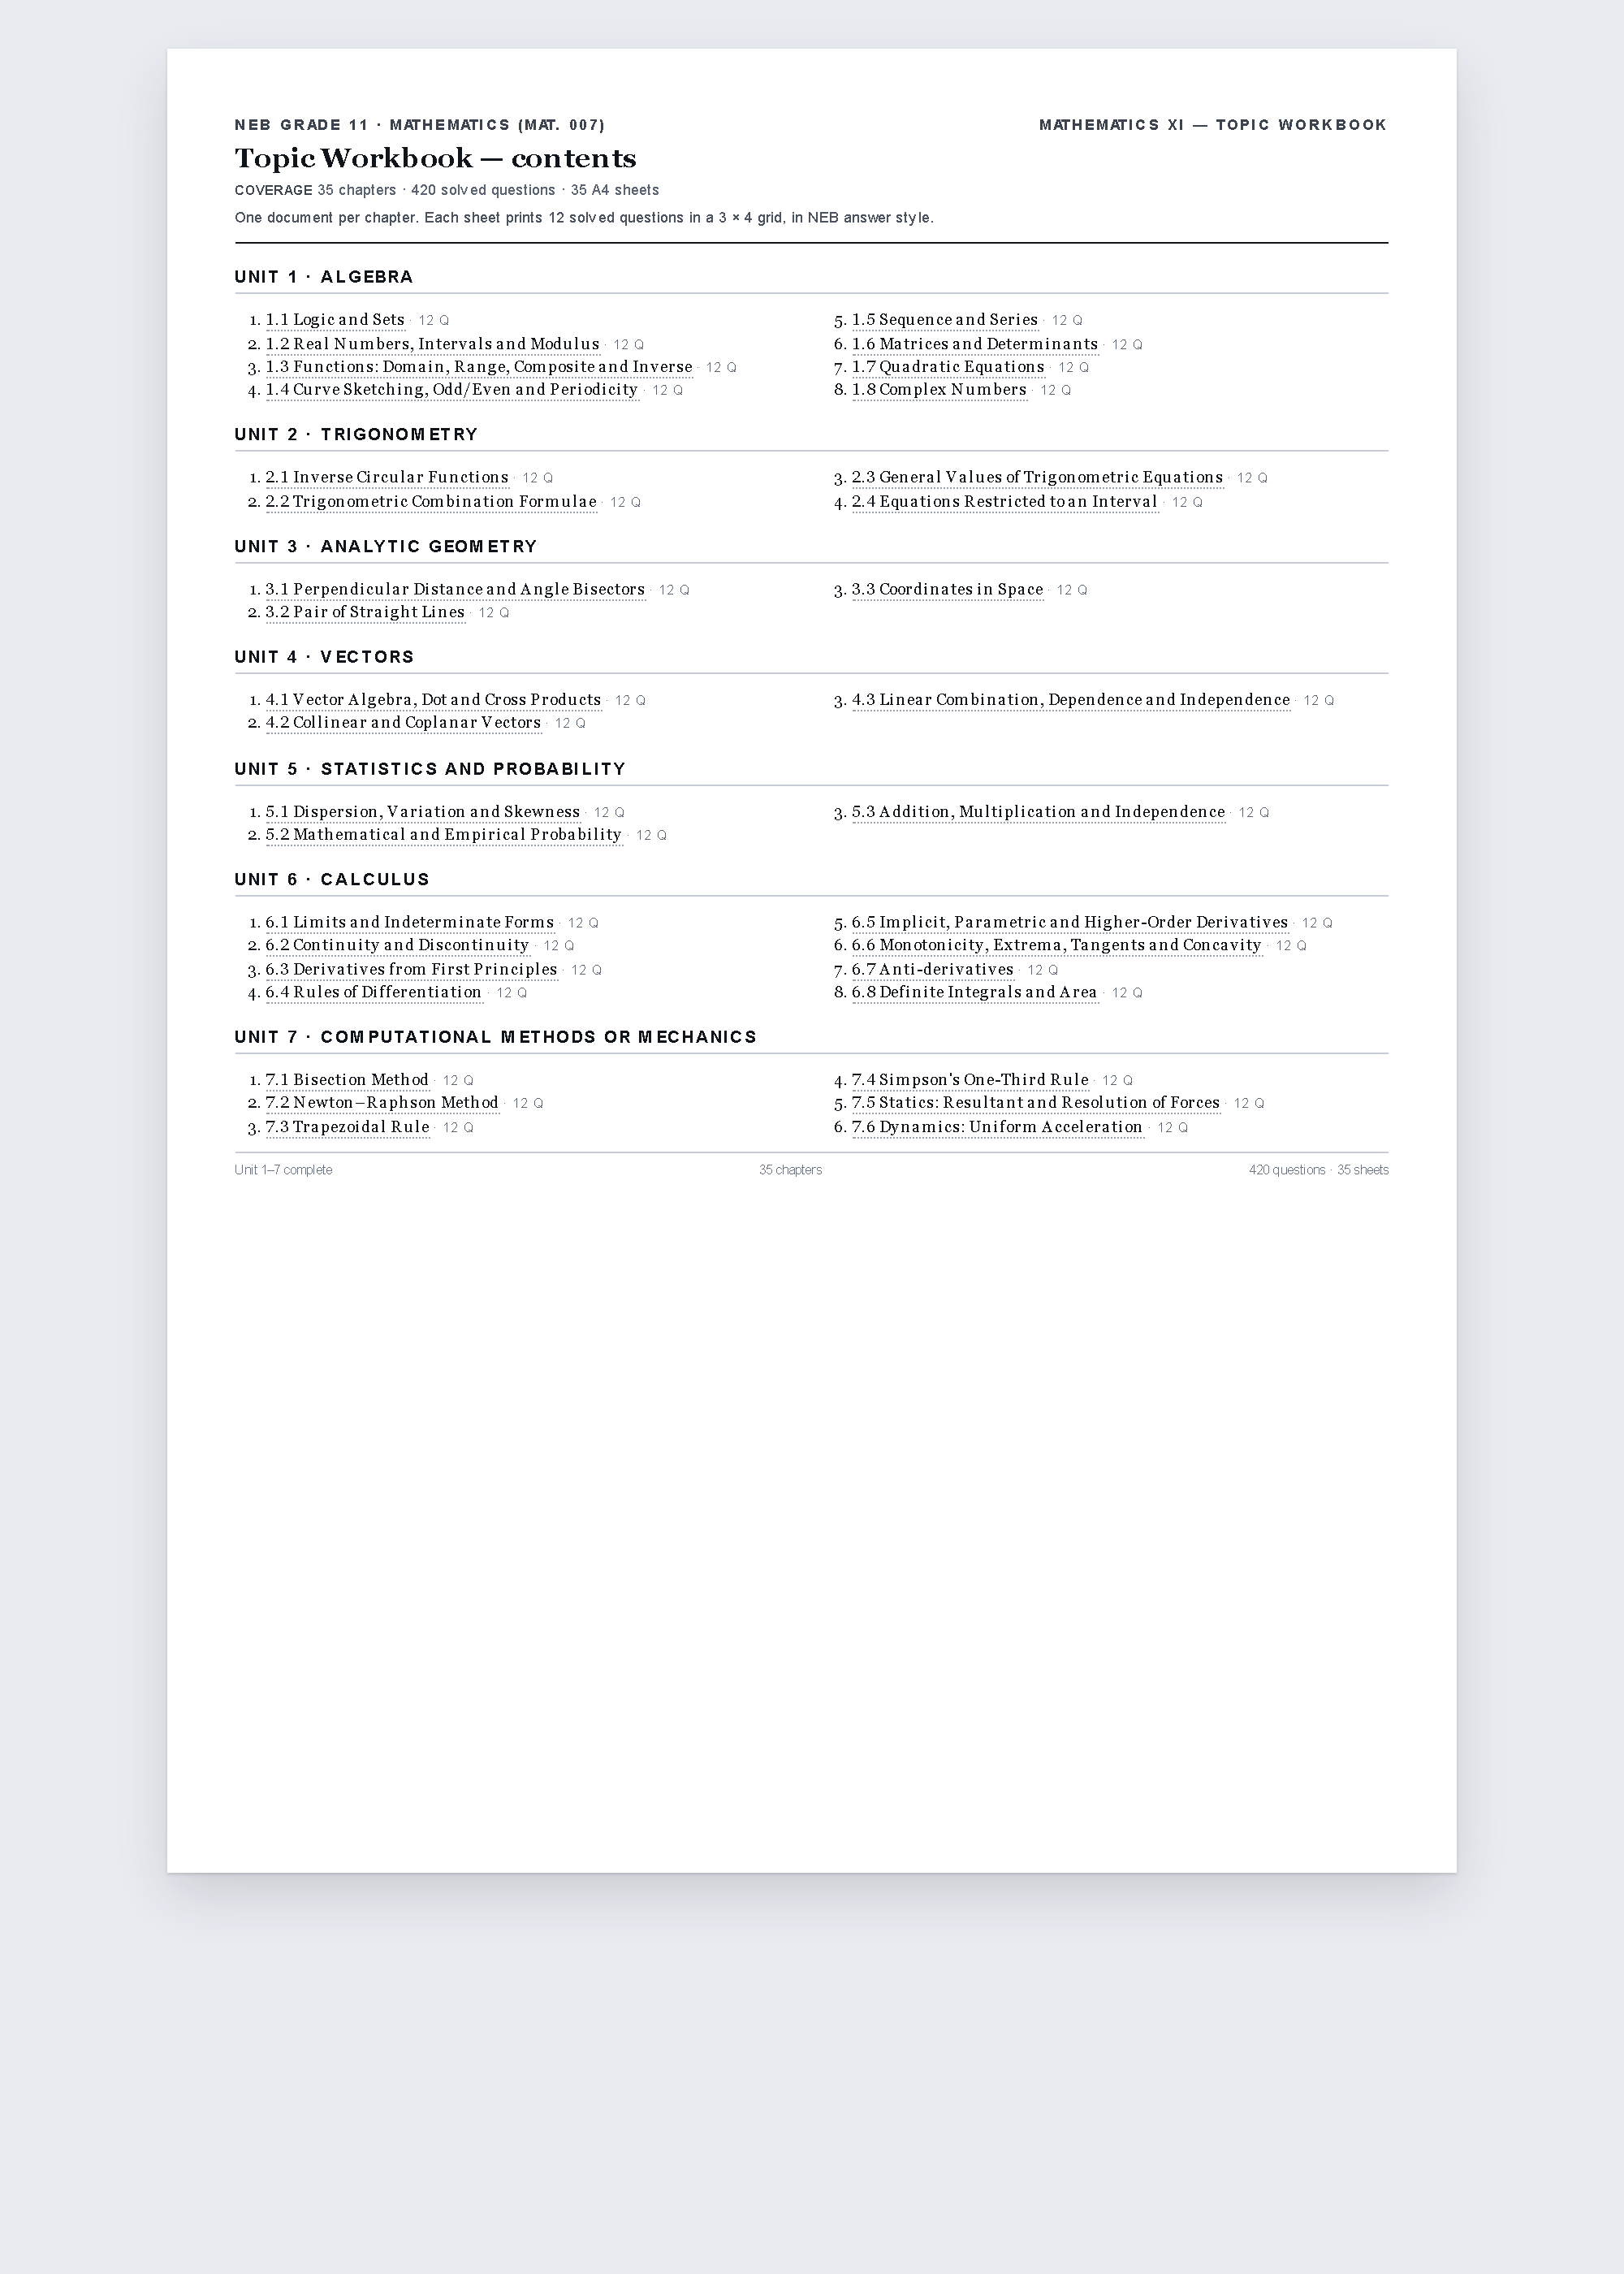 NEB GRADE 11 · MATHEMATICS (MAT. 007)
MATHEMATICS XI — TOPIC WORKBOOK
Topic Workbook — contents
COVERAGE 35 chapters · 420 solved questions · 35 A4 sheets
One document per chapter. Each sheet prints 12 solved questions in a 3 × 4 grid, in NEB answer style.
UNIT 1 · ALGEBRA
1. 1.1 Logic and Sets · 12 Q
2. 1.2 Real Numbers, Intervals and Modulus · 12 Q
3. 1.3 Functions: Domain, Range, Composite and Inverse · 12 Q
4. 1.4 Curve Sketching, Odd/Even and Periodicity · 12 Q
5. 1.5 Sequence and Series · 12 Q
6. 1.6 Matrices and Determinants · 12 Q
7. 1.7 Quadratic Equations · 12 Q
8. 1.8 Complex Numbers · 12 Q
UNIT 2 · TRIGONOMETRY
1. 2.1 Inverse Circular Functions · 12 Q
2. 2.2 Trigonometric Combination Formulae · 12 Q
3. 2.3 General Values of Trigonometric Equations · 12 Q
4. 2.4 Equations Restricted to an Interval · 12 Q
UNIT 3 · ANALYTIC GEOMETRY
1. 3.1 Perpendicular Distance and Angle Bisectors · 12 Q
2. 3.2 Pair of Straight Lines · 12 Q
3. 3.3 Coordinates in Space · 12 Q
UNIT 4 · VECTORS
1. 4.1 Vector Algebra, Dot and Cross Products · 12 Q
2. 4.2 Collinear and Coplanar Vectors · 12 Q
3. 4.3 Linear Combination, Dependence and Independence · 12 Q
UNIT 5 · STATISTICS AND PROBABILITY
1. 5.1 Dispersion, Variation and Skewness · 12 Q
2. 5.2 Mathematical and Empirical Probability · 12 Q
3. 5.3 Addition, Multiplication and Independence · 12 Q
UNIT 6 · CALCULUS
1. 6.1 Limits and Indeterminate Forms · 12 Q
2. 6.2 Continuity and Discontinuity · 12 Q
3. 6.3 Derivatives from First Principles · 12 Q
4. 6.4 Rules of Differentiation · 12 Q
5. 6.5 Implicit, Parametric and Higher-Order Derivatives · 12 Q
6. 6.6 Monotonicity, Extrema, Tangents and Concavity · 12 Q
7. 6.7 Anti-derivatives · 12 Q
8. 6.8 Definite Integrals and Area · 12 Q
UNIT 7 · COMPUTATIONAL METHODS OR MECHANICS
1. 7.1 Bisection Method · 12 Q
2. 7.2 Newton–Raphson Method · 12 Q
3. 7.3 Trapezoidal Rule · 12 Q
4. 7.4 Simpson's One-Third Rule · 12 Q
5. 7.5 Statics: Resultant and Resolution of Forces · 12 Q
6. 7.6 Dynamics: Uniform Acceleration · 12 Q
Unit 1–7 complete
35 chapters
420 questions · 35 sheets